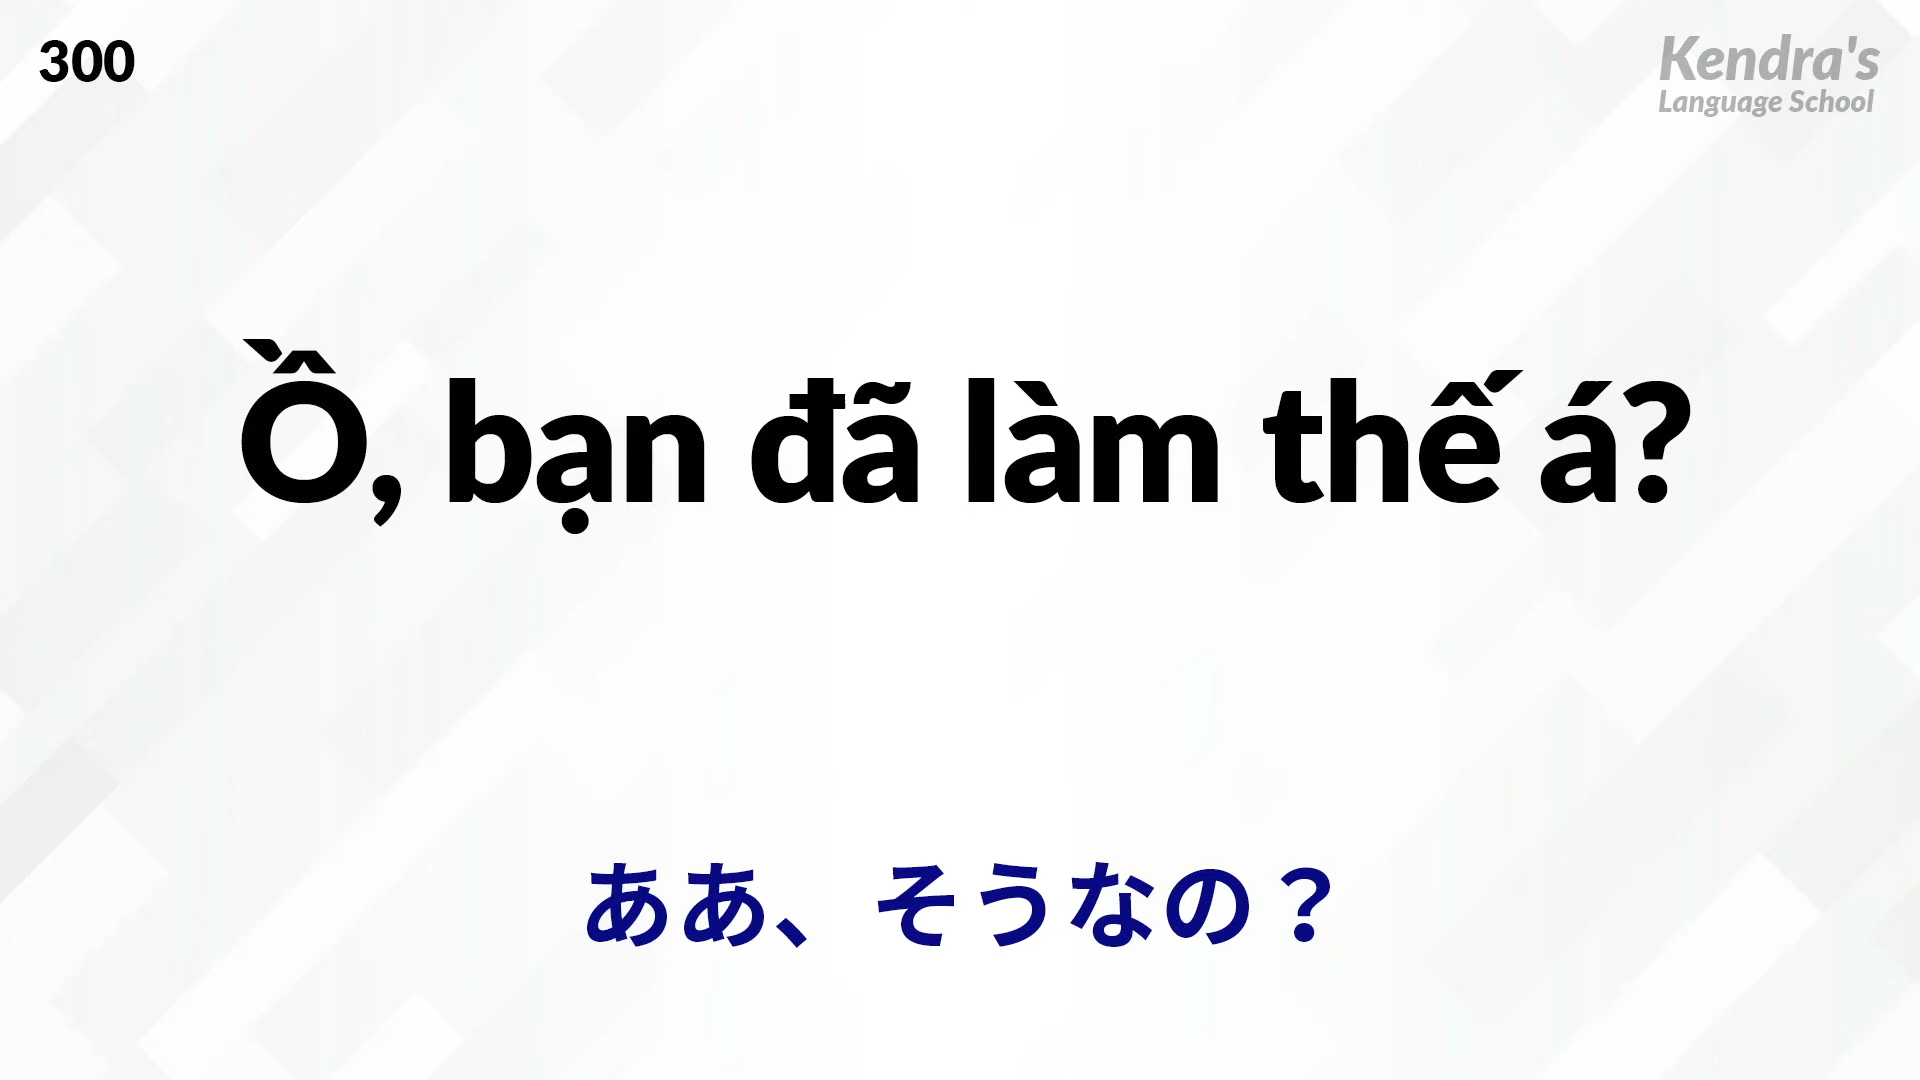 300
Kendra's
Language School
Ồ, bạn đã làm thế á?
ああ、そうなの？